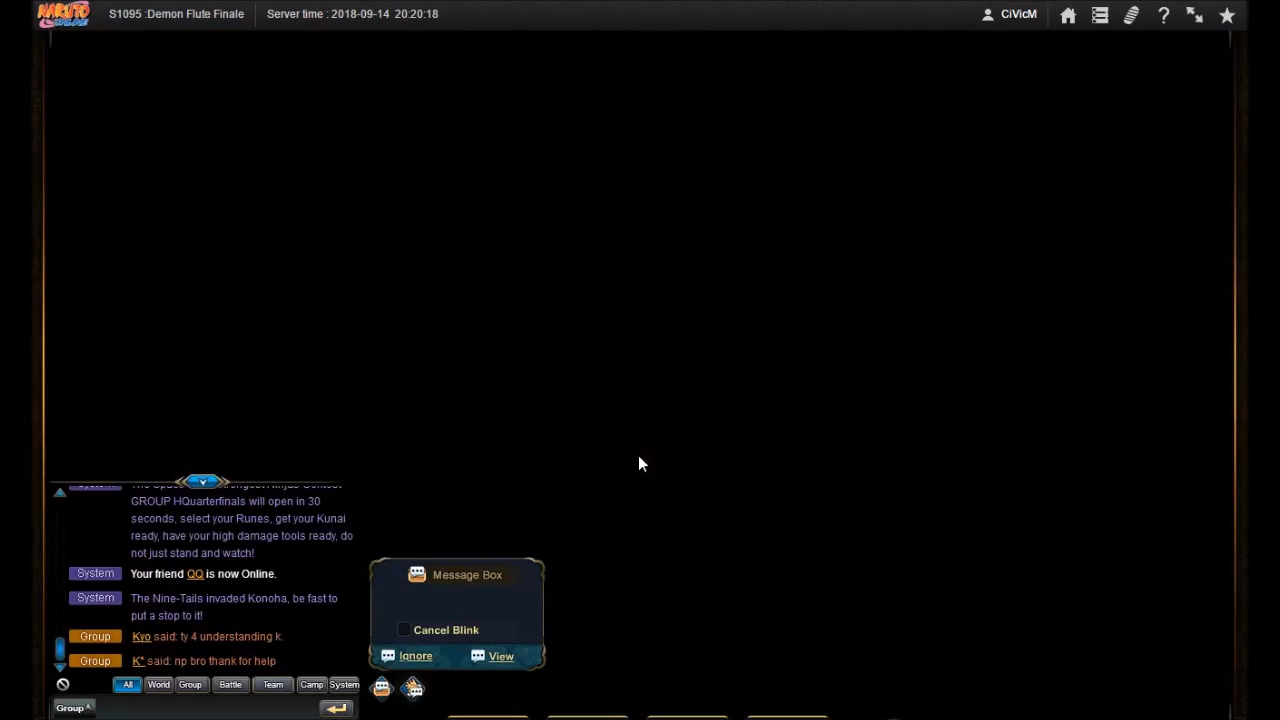 NARUTO
ONLINE
S1095 :Demon Flute Finale
Server time : 2018-09-14 20:20:18
CiVicM
GROUP HQuarterfinals will open in 30
seconds, select your Runes, get your Kunai
ready, have your high damage tools ready, do
not just stand and watch!
System Your friend QQ is now Online.
System The Nine-Tails invaded Konoha, be fast to
put a stop to it!
Group Kyo said: ty 4 understanding k.
Group K° said: np bro thank for help
All World Group Battle Team Camp System
Group^
Message Box
Cancel Blink
Ignore View